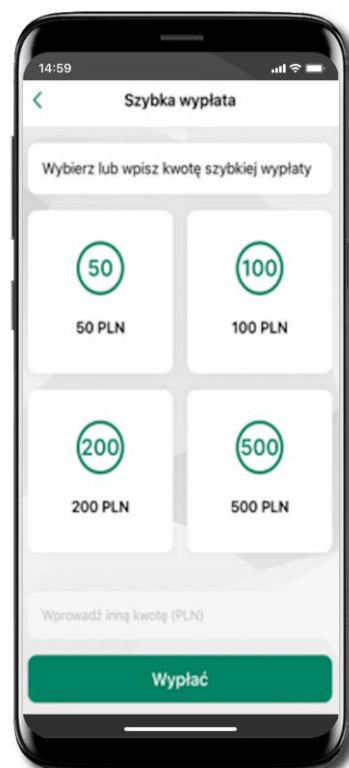 14:59
Szybka wypłata
Wybierz lub wpisz kwotę szybkiej wypłaty
50
100
50 PLN
100 PLN
200
500
200 PLN
500 PLN
Wprowadź inną kwotę (PLN)
Wypłać